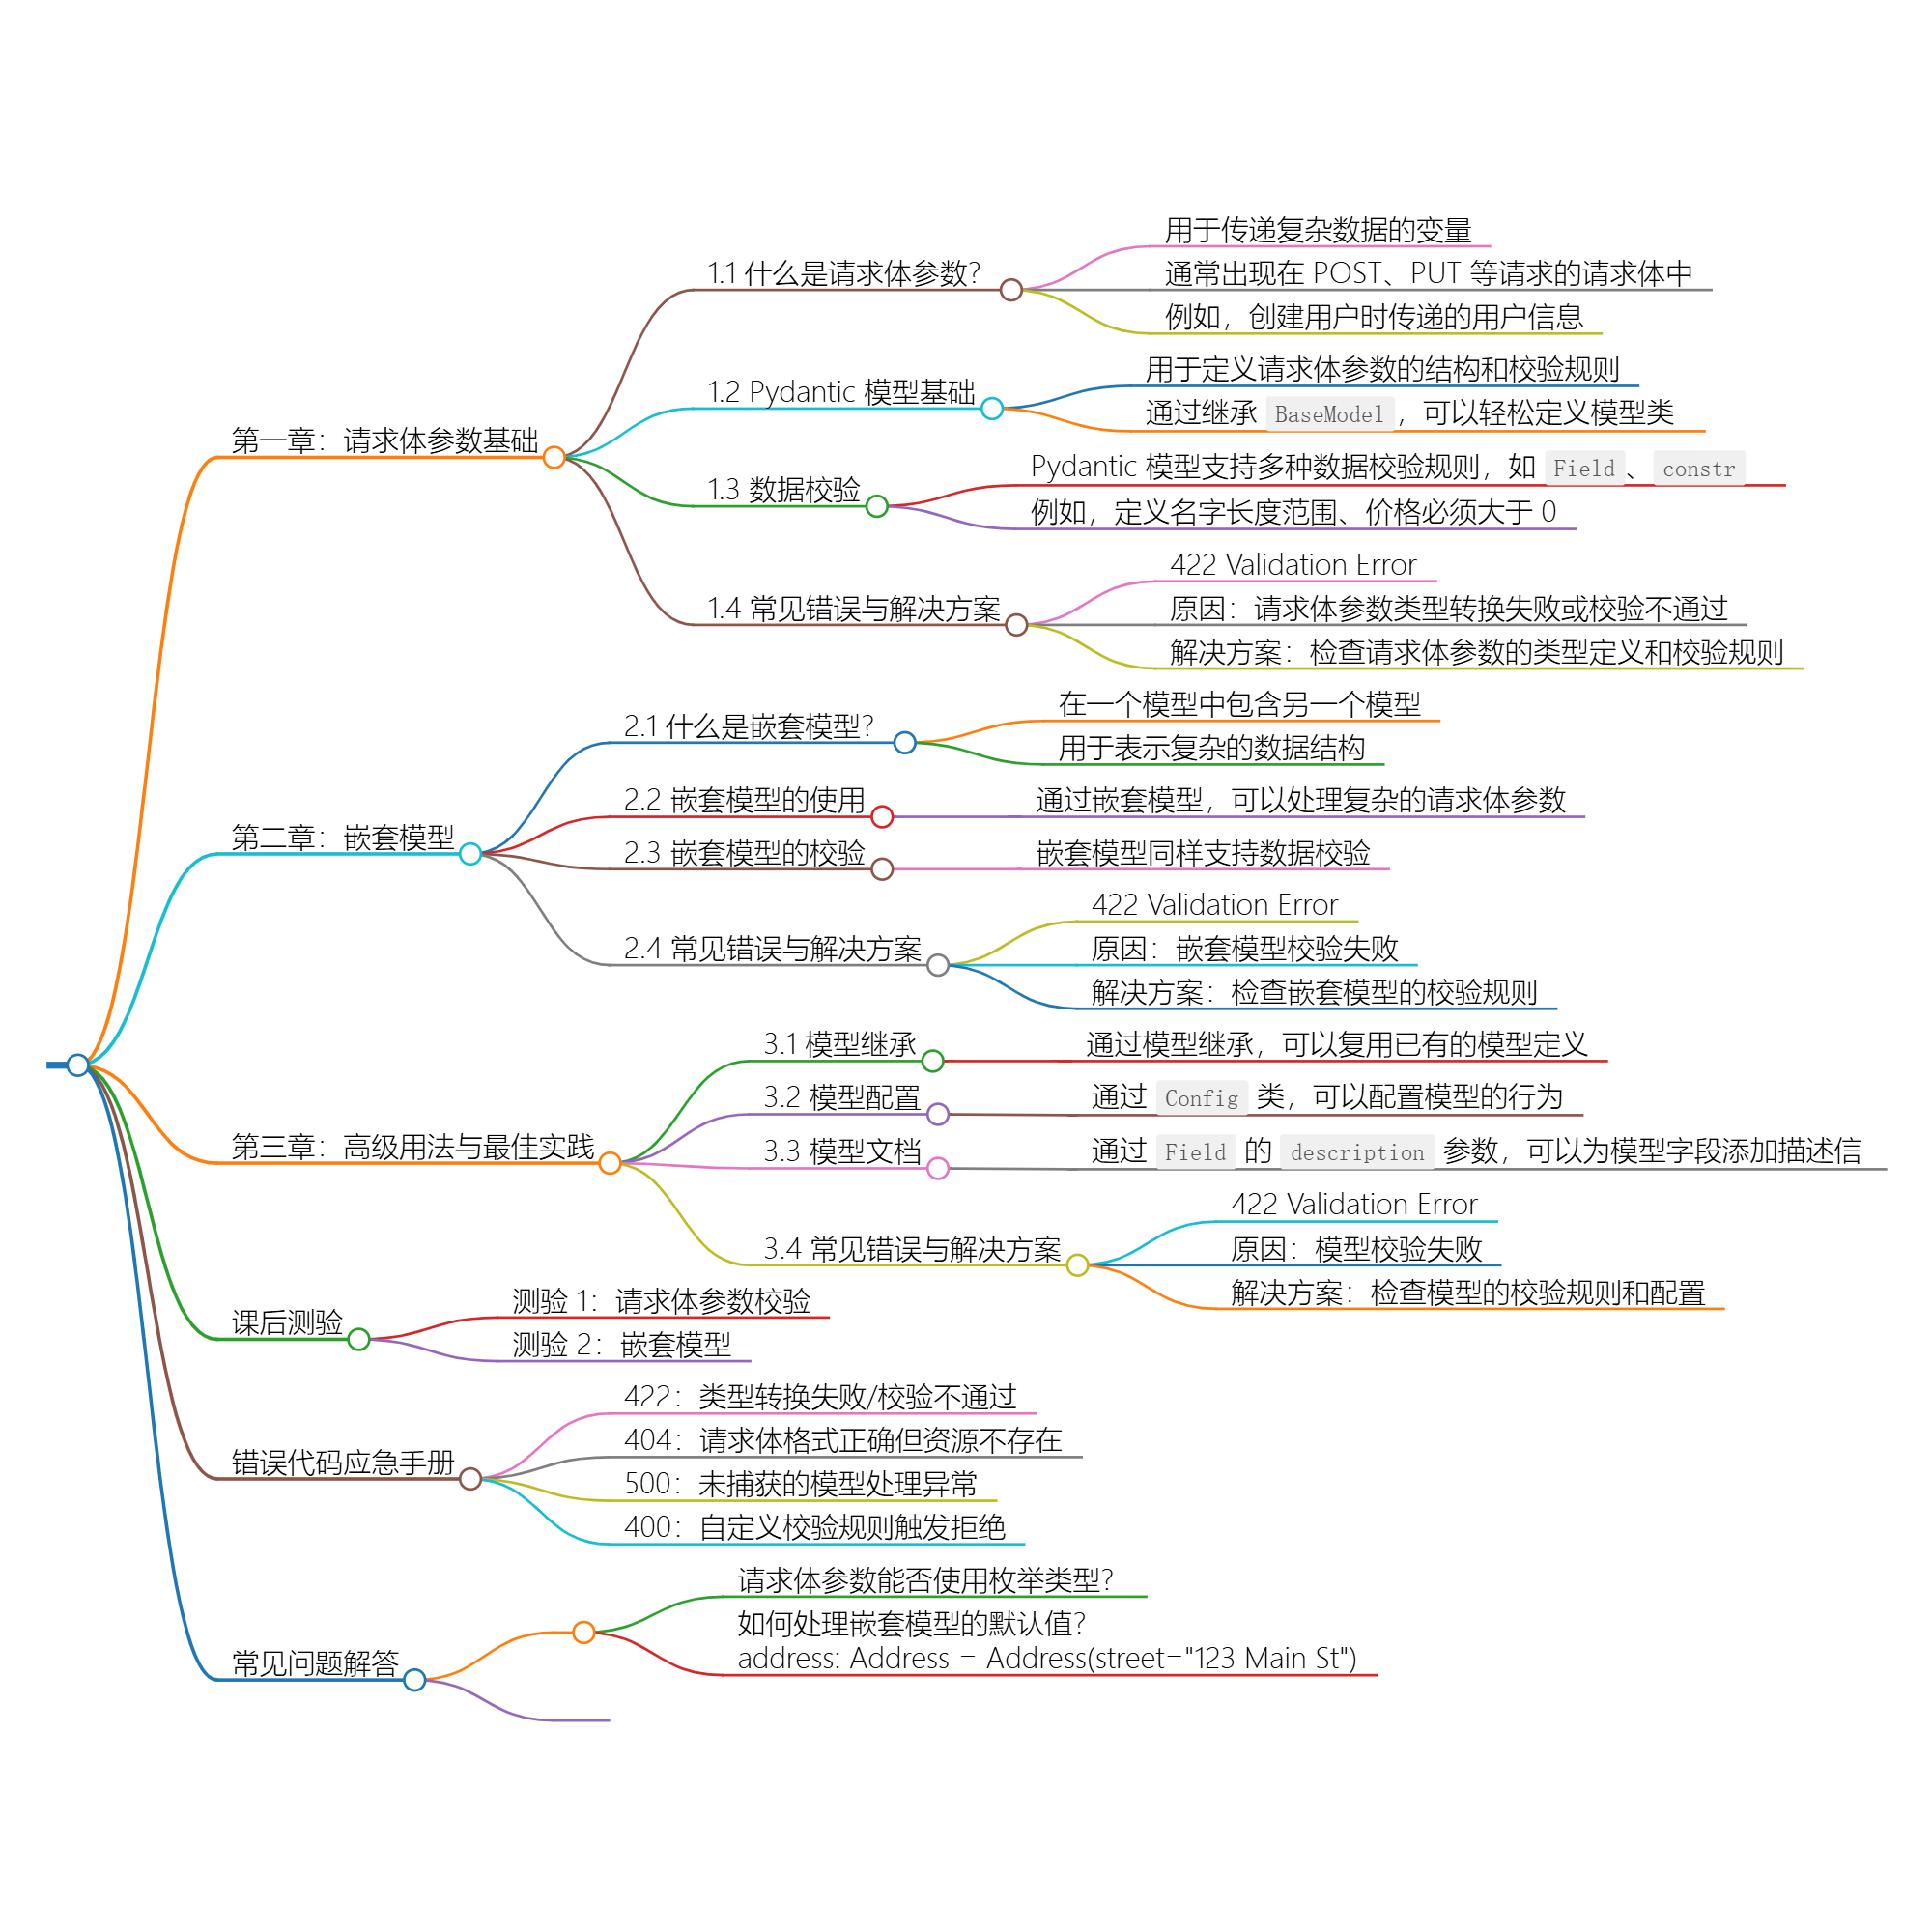 第一章：请求体参数基础
1.1 什么是请求体参数？
用于传递复杂数据的变量
通常出现在 POST、PUT 等请求的请求体中
例如，创建用户时传递的用户信息
1.2 Pydantic 模型基础
用于定义请求体参数的结构和校验规则
通过继承 BaseModel，可以轻松定义模型类
1.3 数据校验
Pydantic 模型支持多种数据校验规则，如 Field、constr
例如，定义名字长度范围、价格必须大于 0
1.4 常见错误与解决方案
422 Validation Error
原因：请求体参数类型转换失败或校验不通过
解决方案：检查请求体参数的类型定义和校验规则
第二章：嵌套模型
2.1 什么是嵌套模型？
在一个模型中包含另一个模型
用于表示复杂的数据结构
2.2 嵌套模型的使用
通过嵌套模型，可以处理复杂的请求体参数
2.3 嵌套模型的校验
嵌套模型同样支持数据校验
2.4 常见错误与解决方案
422 Validation Error
原因：嵌套模型校验失败
解决方案：检查嵌套模型的校验规则
第三章：高级用法与最佳实践
3.1 模型继承
通过模型继承，可以复用已有的模型定义
3.2 模型配置
通过 Config 类，可以配置模型的行为
3.3 模型文档
通过 Field 的 description 参数，可以为模型字段添加描述信
3.4 常见错误与解决方案
422 Validation Error
原因：模型校验失败
解决方案：检查模型的校验规则和配置
课后测验
测验 1：请求体参数校验
测验 2：嵌套模型
错误代码应急手册
422：类型转换失败/校验不通过
404：请求体格式正确但资源不存在
500：未捕获的模型处理异常
400：自定义校验规则触发拒绝
常见问题解答
请求体参数能否使用枚举类型？
如何处理嵌套模型的默认值？
address: Address = Address(street="123 Main St")